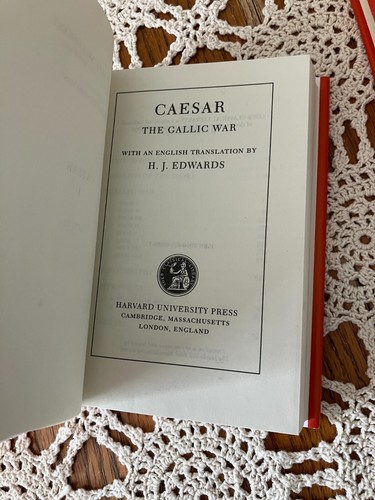 CAESAR
THE GALLIC WAR
WITH AN ENGLISH TRANSLATION BY
H. J. EDWARDS
HARVARD UNIVERSITY PRESS
CAMBRIDGE, MASSACHUSETTS
LONDON, ENGLAND